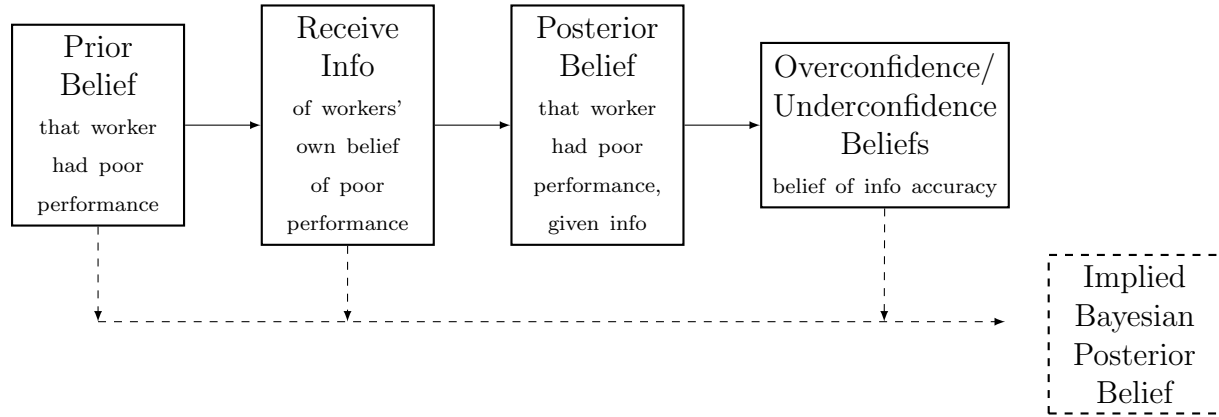 Prior
Belief
that worker
had poor
performance
Receive
Info
of workers'
own belief
of poor
performance
Posterior
Belief
that worker
had poor
performance,
given info
Overconfidence/
Underconfidence
Beliefs
belief of info accuracy
Implied
Bayesian
Posterior
Belief